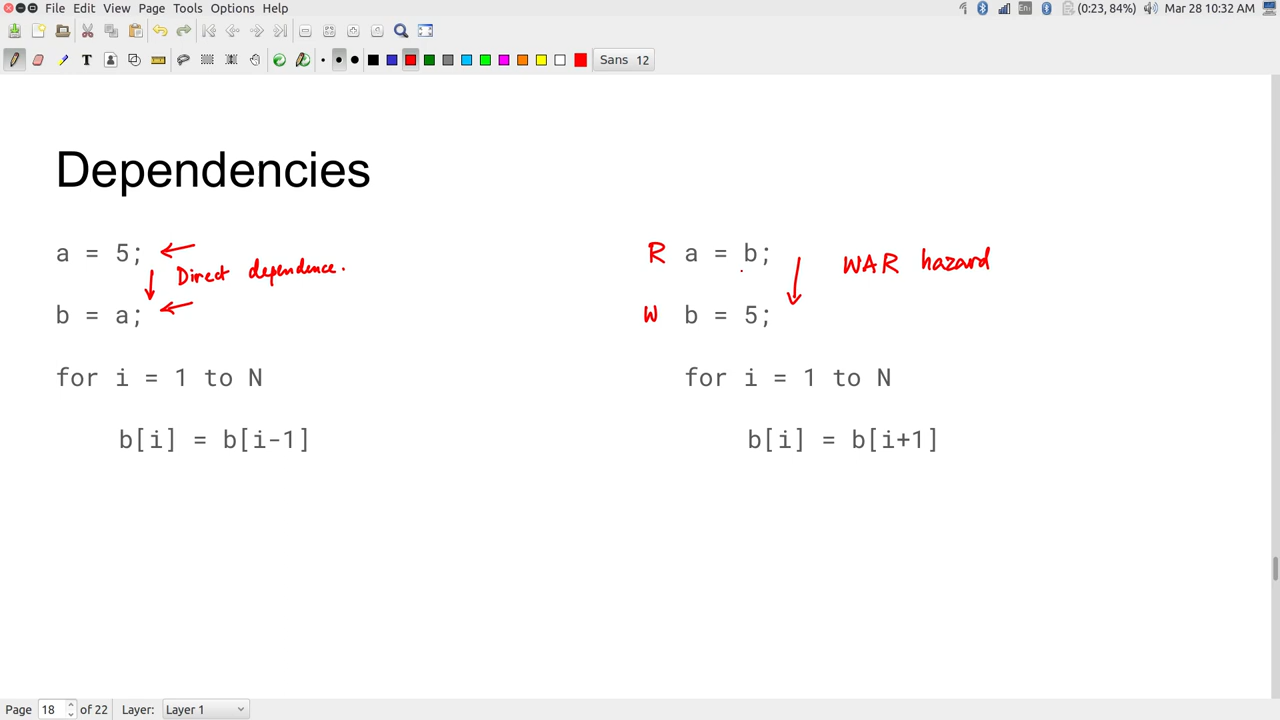 File Edit View Page Tools Options Help
(0:23, 84%) Mar 28 10:32 AM
Sans 12
Dependencies
a = 5;
Direct dependence.
b = a;
for i = 1 to N
b[i] = b[i-1]
R a = b; WAR hazard
W b = 5;
for i = 1 to N
b[i] = b[i+1]
Page 18 of 22 Layer: Layer 1